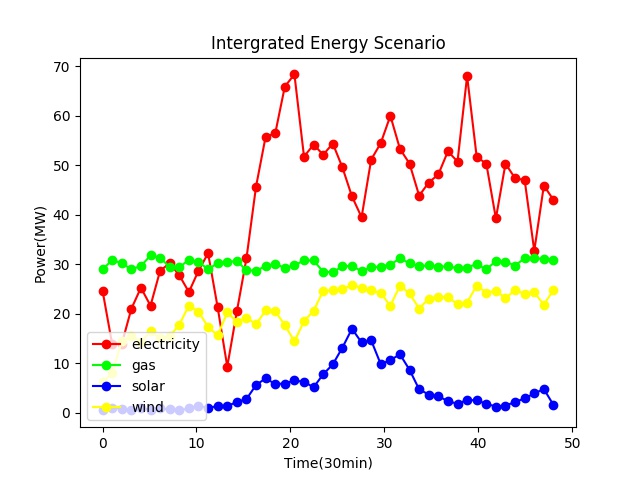 Intergrated Energy Scenario
Power(MW)
70
60
50
40
30
20
10
0
electricity
gas
solar
wind
0 10 20 30 40 50
Time(30min)